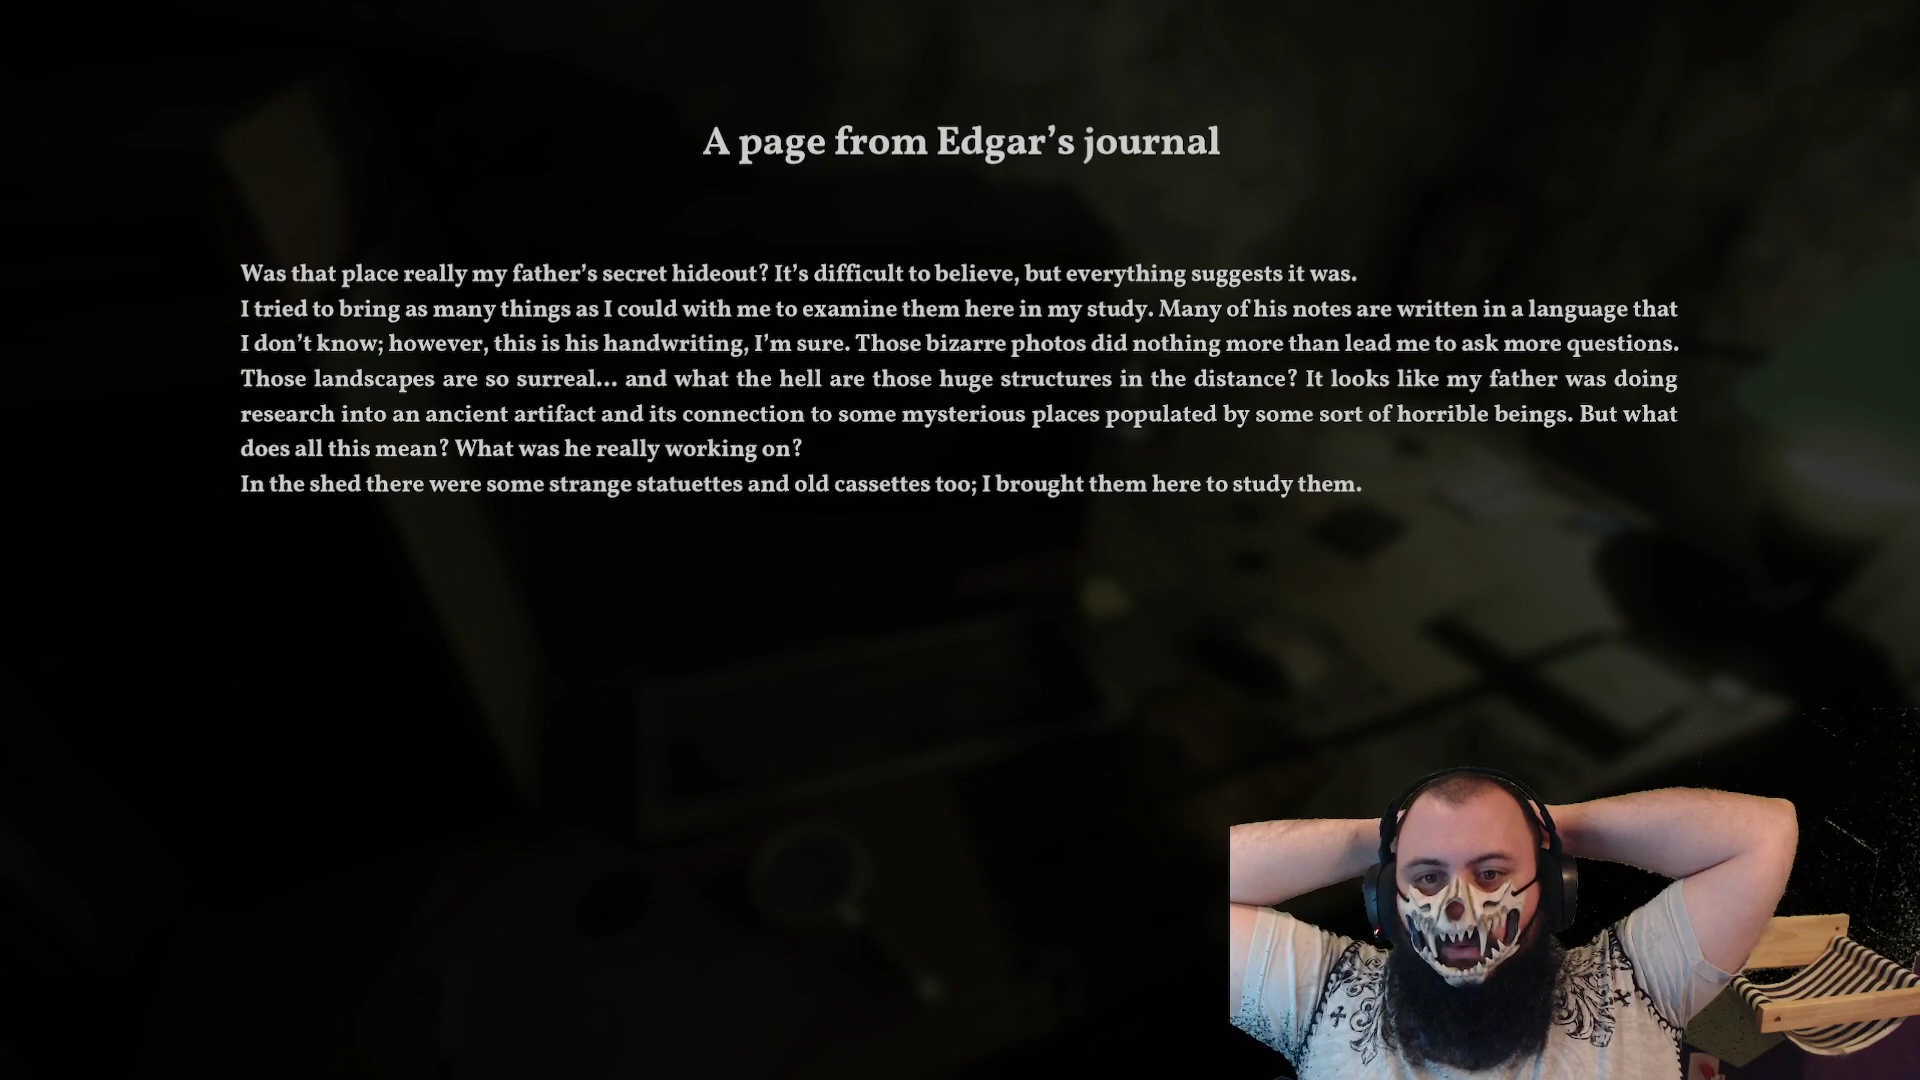 A page from Edgar’s journal
Was that place really my father’s secret hideout? It’s difficult to believe, but everything suggests it was.
I tried to bring as many things as I could with me to examine them here in my study. Many of his notes are written in a language that
I don’t know; however, this is his handwriting, I’m sure. Those bizarre photos did nothing more than lead me to ask more questions.
Those landscapes are so surreal... and what the hell are those huge structures in the distance? It looks like my father was doing
research into an ancient artifact and its connection to some mysterious places populated by some sort of horrible beings. But what
does all this mean? What was he really working on?
In the shed there were some strange statuettes and old cassettes too; I brought them here to study them.